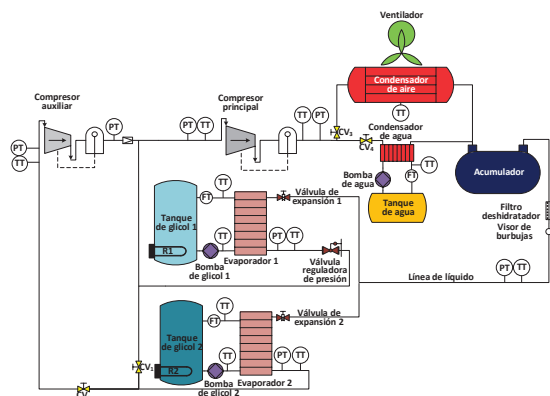 Ventilador
Condensador
de aire
TT
Compresor
auxiliar
Compresor
principal
PT
TT
PT
PT
TT
TT
PT
CV₃
CV₄
Condensador
de agua
TT
FT
Bomba
de agua
Tanque
de agua
Acumulador
Filtro
deshidratador
Visor de
burbujas
PT
TT
Línea de líquido
Tanque
de glicol 1
R1
FT
TT
Válvula de
expansión 1
TT
PT
TT
Bomba
de glicol 1
Evaporador 1
Válvula
reguladora
de presión
Tanque
de glicol 2
R2
FT
TT
Válvula de
expansión 2
TT
PT
TT
Bomba
de glicol 2
Evaporador 2
CV₁
CV